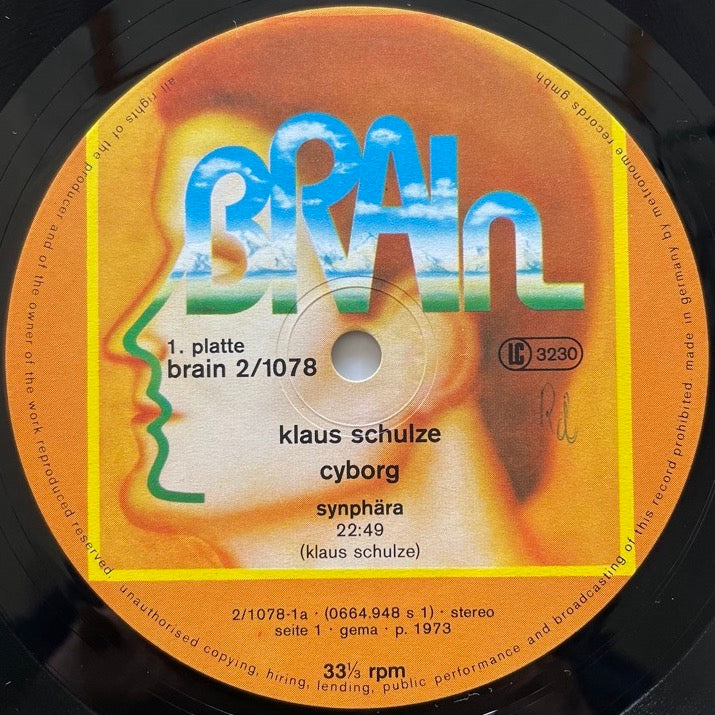 BRAIN
1. platte
brain 2/1078
LC 3230
Rd
klaus schulze
cyborg
synphära
22:49
(klaus schulze)
2/1078-1a · (0664.948 s 1) · stereo
seite 1 · gema · p. 1973
33⅓ rpm
all rights of the producer and of the owner of the work reproduced reserved. unauthorised copying, hiring, lending, public performance and broadcasting of this record prohibited. made in germany by metronome records gmbh